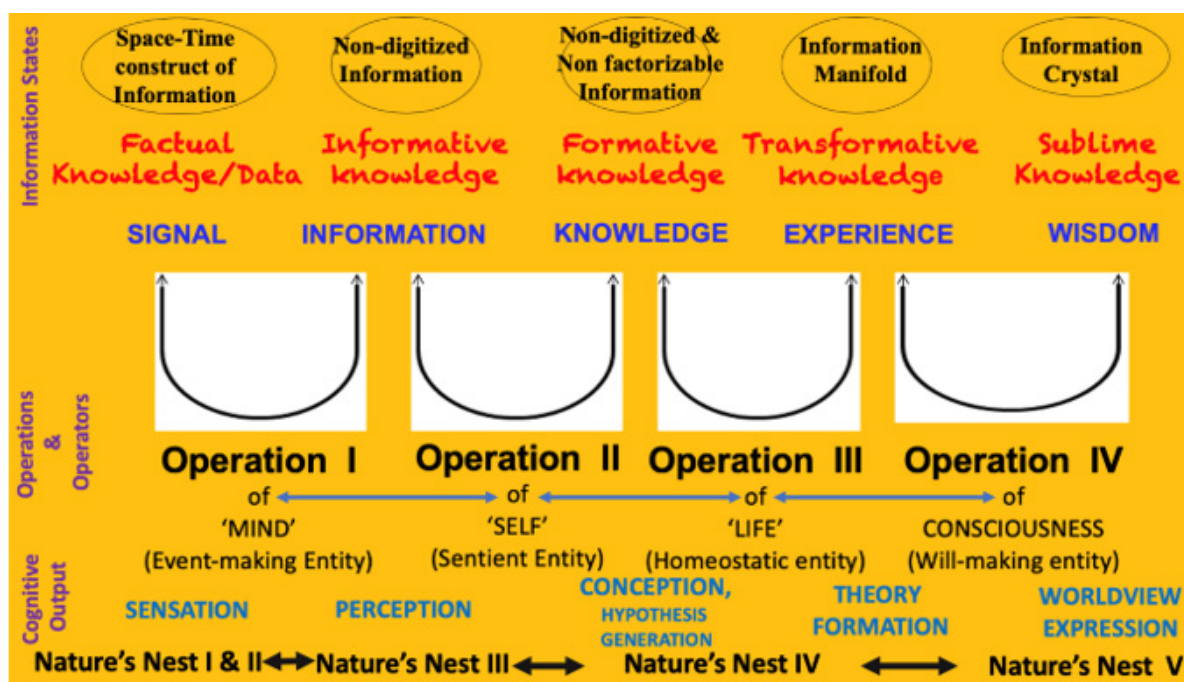 Information States
Space-Time
construct of
Information
Non-digitized
Information
Non-digitized &
Non factorizable
Information
Information
Manifold
Information
Crystal
Factual
Knowledge/Data
Informative
knowledge
Formative
knowledge
Transformative
knowledge
Sublime
Knowledge
SIGNAL
INFORMATION
KNOWLEDGE
EXPERIENCE
WISDOM
Operations
&
Operators
Operation I
Operation II
Operation III
Operation IV
of
of
of
of
'MIND'
'SELF'
'LIFE'
CONSCIOUSNESS
(Event-making Entity)
(Sentient Entity)
(Homeostatic entity)
(Will-making entity)
Cognitive
Output
SENSATION
PERCEPTION
CONCEPTION,
HYPOTHESIS
GENERATION
THEORY
FORMATION
WORLDVIEW
EXPRESSION
Nature's Nest I & II
Nature's Nest III
Nature's Nest IV
Nature's Nest V